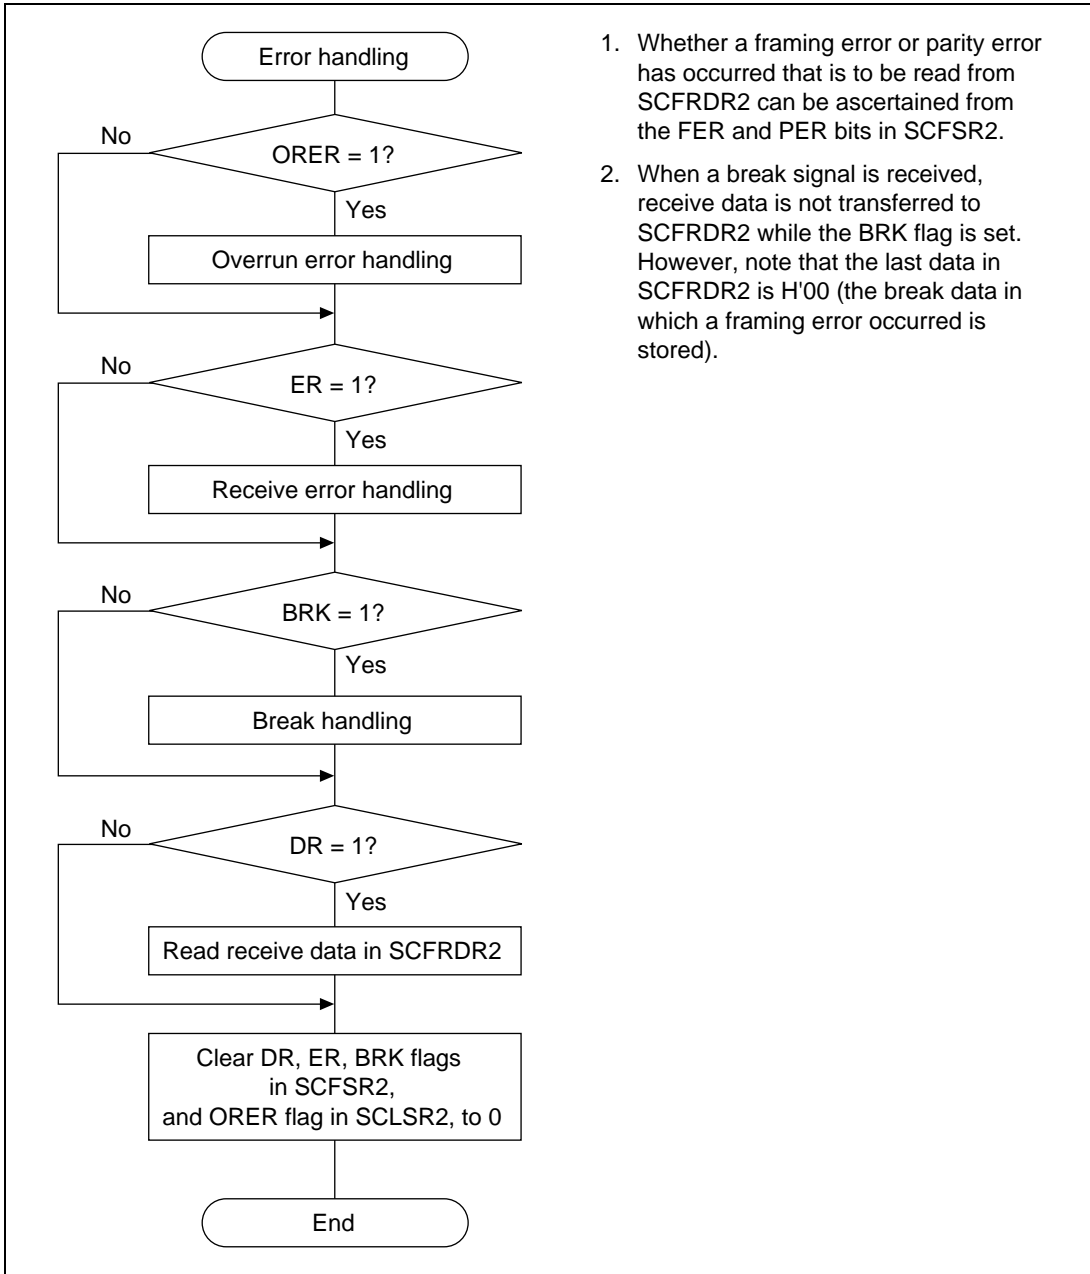 Error handling
No
ORER = 1?
Yes
Overrun error handling
No
ER = 1?
Yes
Receive error handling
No
BRK = 1?
Yes
Break handling
No
DR = 1?
Yes
Read receive data in SCFRDR2
Clear DR, ER, BRK flags
in SCFSR2,
and ORER flag in SCLSR2, to 0
End
1. Whether a framing error or parity error
has occurred that is to be read from
SCFRDR2 can be ascertained from
the FER and PER bits in SCFSR2.
2. When a break signal is received,
receive data is not transferred to
SCFRDR2 while the BRK flag is set.
However, note that the last data in
SCFRDR2 is H'00 (the break data in
which a framing error occurred is
stored).